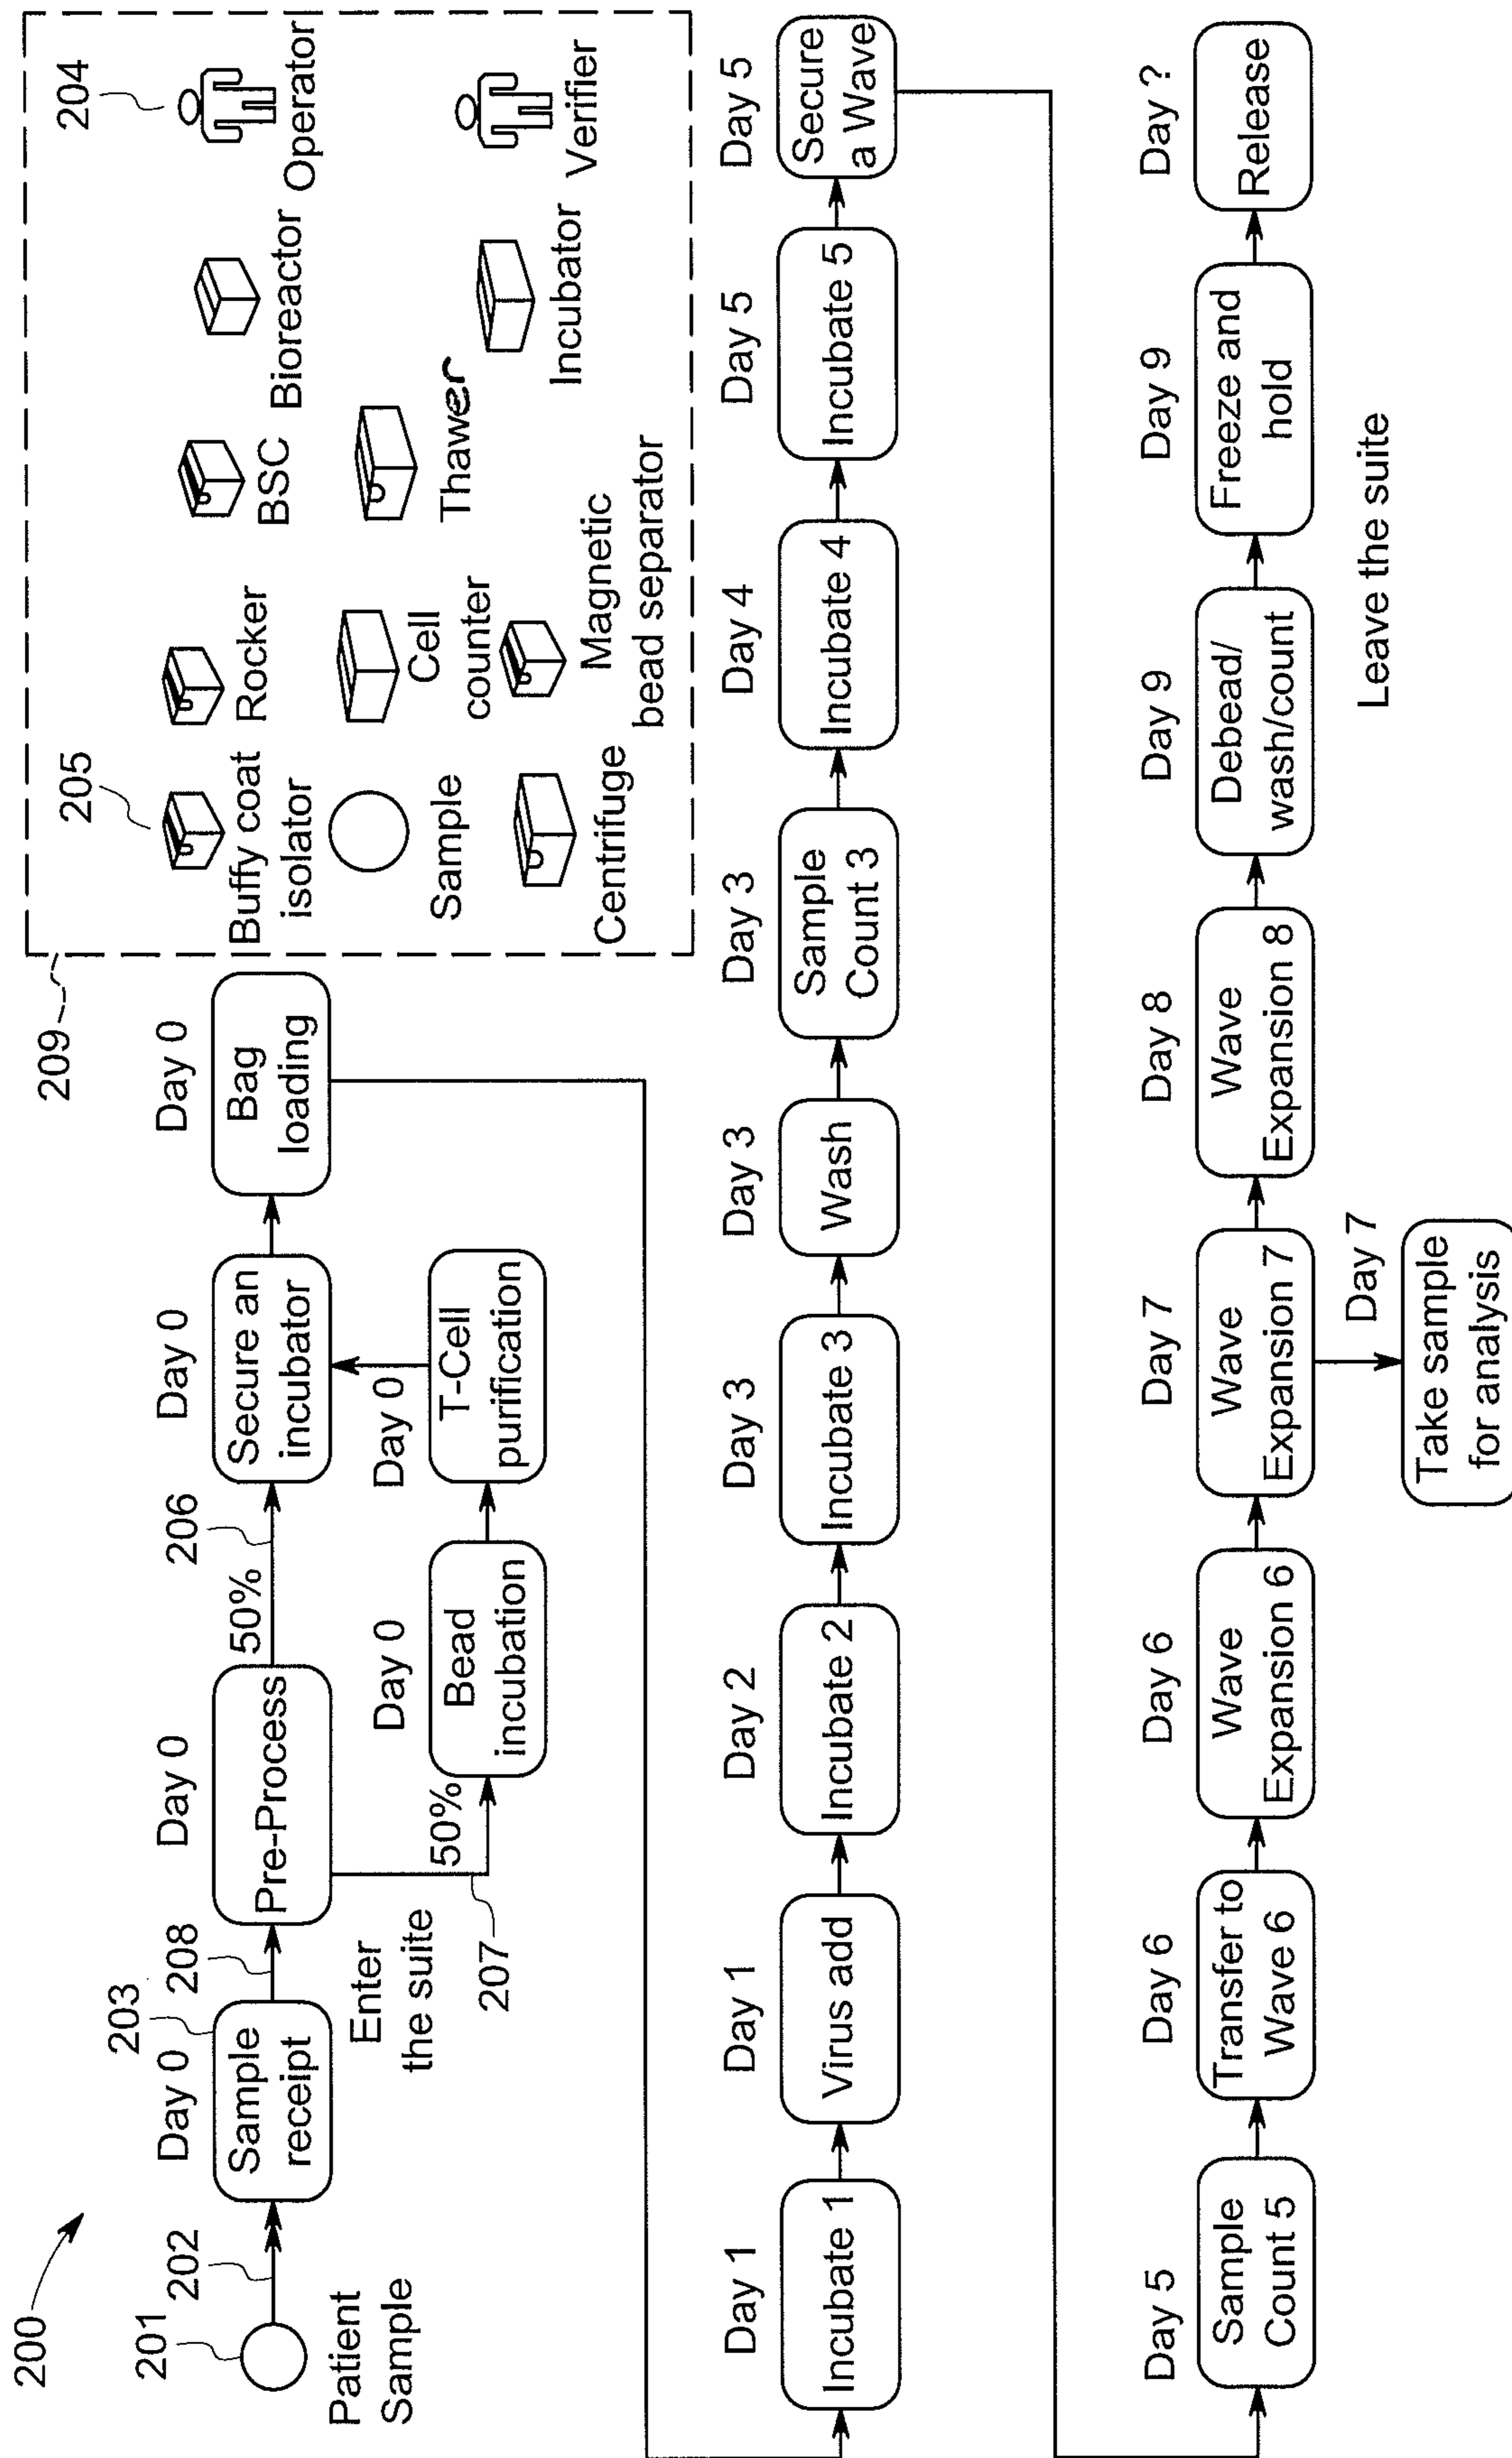 200
201
202
Patient
Sample
Day 0
203
Sample
receipt
208
Enter
the suite
Day 0
Pre-Process
50%
206
50%
207
Day 0
Bead
incubation
Day 0
T-Cell
purification
Day 0
Secure an
incubator
Day 0
Bag
loading
209
205
Buffy coat
isolator
Rocker
BSC
Bioreactor
204
Operator
Sample
Cell
counter
Thawer
Centrifuge
Magnetic
bead separator
Incubator
Verifier
Day 1
Incubate 1
Day 1
Virus add
Day 2
Incubate 2
Day 3
Incubate 3
Day 3
Wash
Day 3
Sample
Count 3
Day 4
Incubate 4
Day 5
Incubate 5
Day 5
Secure
a Wave
Day 5
Sample
Count 5
Day 6
Transfer to
Wave 6
Day 6
Wave
Expansion 6
Day 7
Wave
Expansion 7
Day 7
Take sample
for analysis
Day 8
Wave
Expansion 8
Day 9
Debead/
wash/count
Day 9
Freeze and
hold
Leave the suite
Day ?
Release